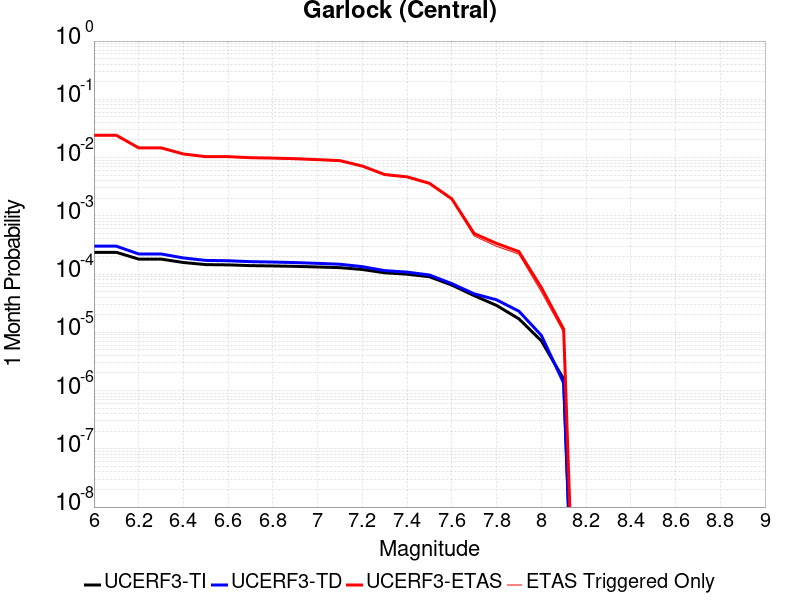 Garlock (Central)
10 0
10 -1
10 -2
10 -3
10 -4
10 -5
10 -6
10 -7
10 -8
1 Month Probability
6 6.2 6.4 6.6 6.8 7 7.2 7.4 7.6 7.8 8 8.2 8.4 8.6 8.8 9
Magnitude
UCERF3-TI UCERF3-TD UCERF3-ETAS ETAS Triggered Only